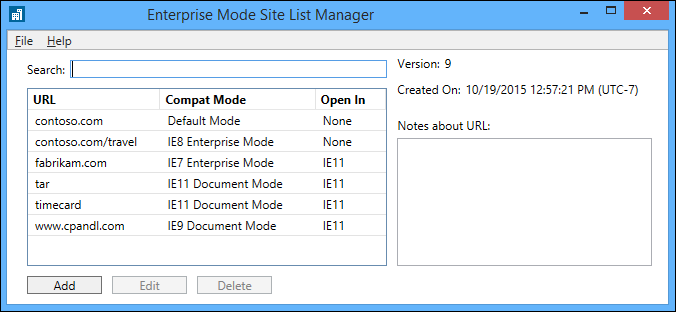 Enterprise Mode Site List Manager
File Help
Search:
Version: 9
Created On: 10/19/2015 12:57:21 PM (UTC-7)
Notes about URL:
URL Compat Mode Open In
contoso.com Default Mode None
contoso.com/travel IE8 Enterprise Mode None
fabrikam.com IE7 Enterprise Mode IE11
tar IE11 Document Mode IE11
timecard IE11 Document Mode IE11
www.cpandl.com IE9 Document Mode IE11
Add Edit Delete